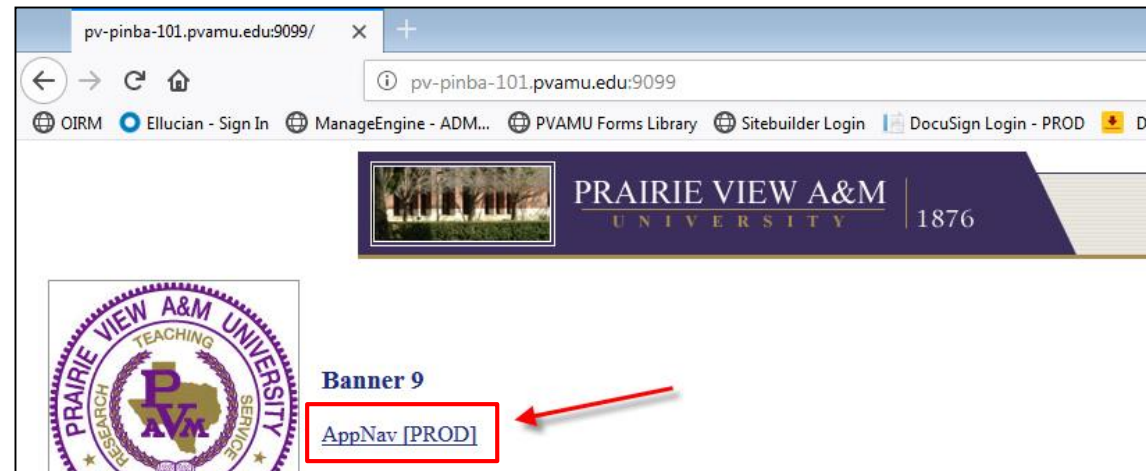 pv-pinba-101.pvamu.edu:9099/
pv-pinba-101.pvamu.edu:9099
OIRM Ellucian - Sign In ManageEngine - ADM... PVAMU Forms Library Sitebuilder Login DocuSign Login - PROD D
PRAIRIE VIEW A&M
UNIVERSITY
1876
PRAIRIE VIEW A&M UNIVERSITY
TEACHING
RESEARCH
SERVICE
P
AVM
Banner 9
AppNav [PROD]